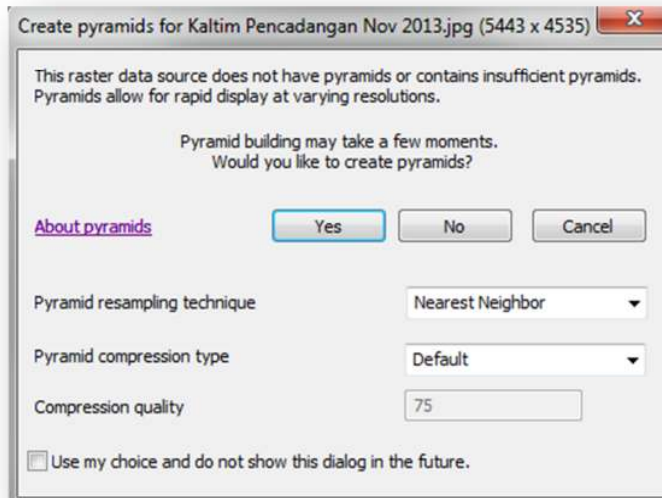 Create pyramids for Kaltim Pencadangan Nov 2013.jpg (5443 x 4535)
This raster data source does not have pyramids or contains insufficient pyramids.
Pyramids allow for rapid display at varying resolutions.
Pyramid building may take a few moments.
Would you like to create pyramids?
About pyramids Yes No Cancel
Pyramid resampling technique Nearest Neighbor
Pyramid compression type Default
Compression quality 75
Use my choice and do not show this dialog in the future.